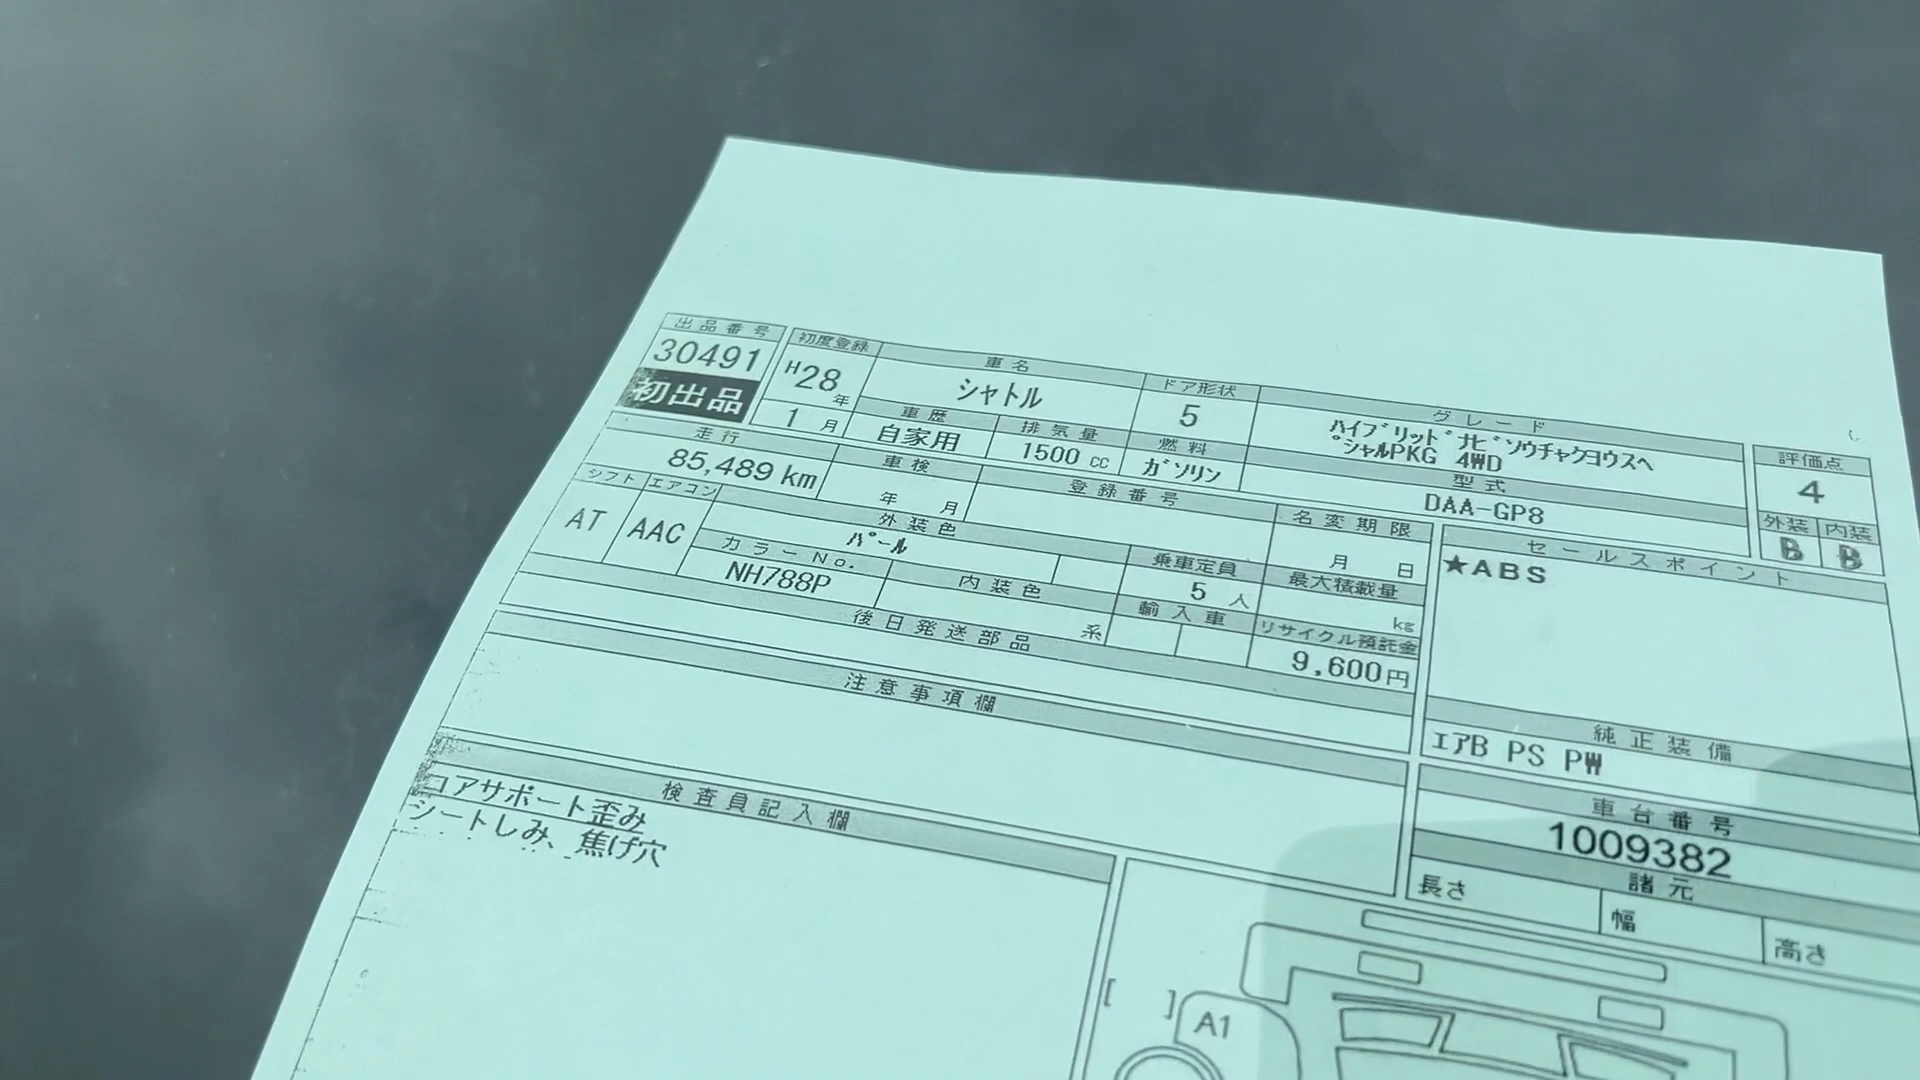 出品番号
30491
初出品
初度登録
H28年
1月
車名
シャトル
ドア形状
5
グレード
ﾊｲﾌﾞﾘｯﾄﾞ ﾅﾋﾞｿｳﾁｬｸﾖｳｽﾍ
ﾟｼｬﾙPKG 4WD
評価点
4
外装 内装
B B
車歴
自家用
排気量
1500 cc
燃料
ｶﾞｿﾘﾝ
型式
DAA-GP8
走行
85,489 km
車検
年 月
登録番号
名変期限
月 日
シフト
AT
エアコン
AAC
外装色
ﾊﾟｰﾙ
カラーNo.
NH788P
内装色
系
乗車定員
5 人
最大積載量
kg
輸入車
リサイクル預託金
9,600円
セールスポイント
★ABS
後日発送部品
注意事項欄
純正装備
ｴｱB PS PW
車台番号
1009382
諸元
長さ
幅
高さ
検査員記入欄
コアサポート歪み
シートしみ、焦げ穴
[ ]
A1